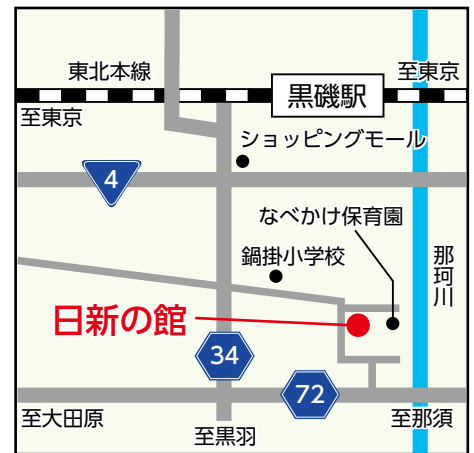 東北本線
黒磯駅
至東京
至東京
ショッピングモール
4
なべかけ保育園
鍋掛小学校
那珂川
日新の館
34
72
至大田原
至那須
至黒羽